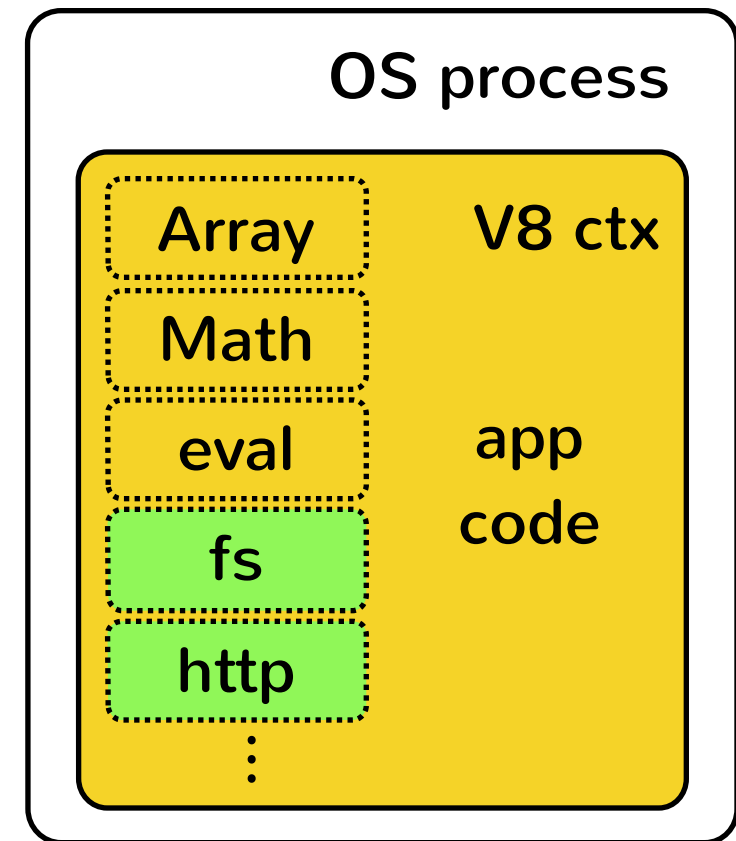 OS process
V8 ctx
Array
Math
eval
fs
http
⋮
app
code